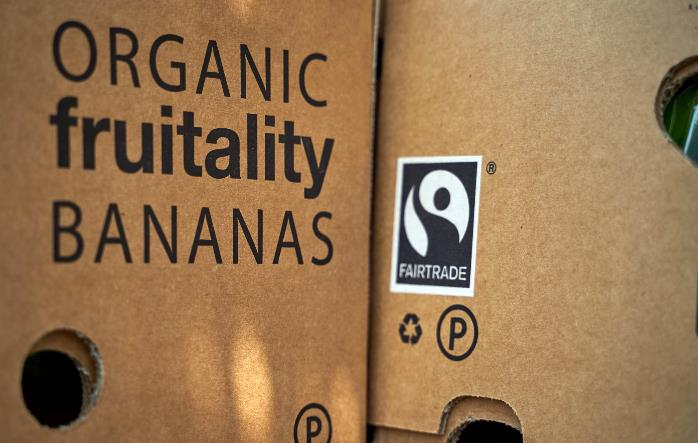 ORGANIC
fruitality
BANANAS
P
®
FAIRTRADE
P